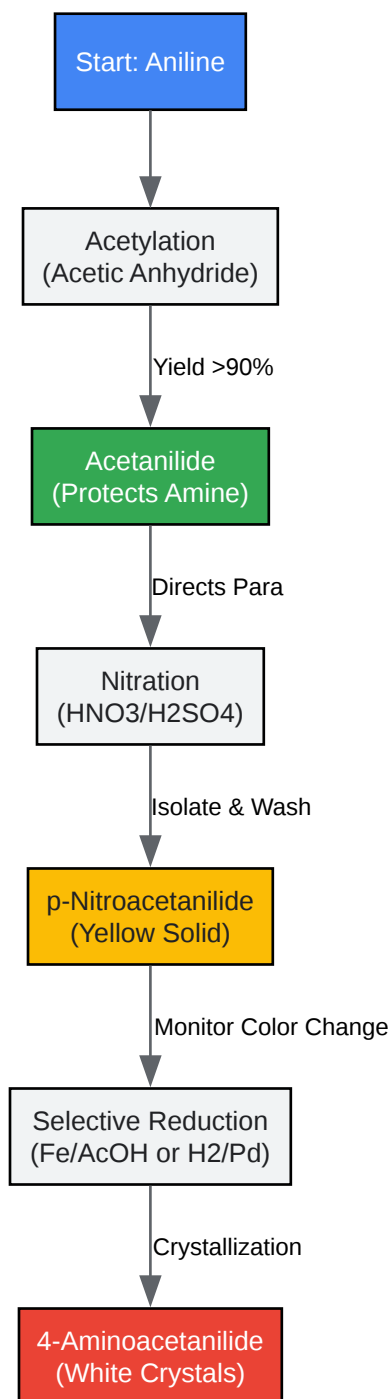 Start: Aniline
Acetylation
(Acetic Anhydride)
Yield >90%
Acetanilide
(Protects Amine)
Directs Para
Nitration
(HNO3/H2SO4)
Isolate & Wash
p-Nitroacetanilide
(Yellow Solid)
Monitor Color Change
Selective Reduction
(Fe/AcOH or H2/Pd)
Crystallization
4-Aminoacetanilide
(White Crystals)